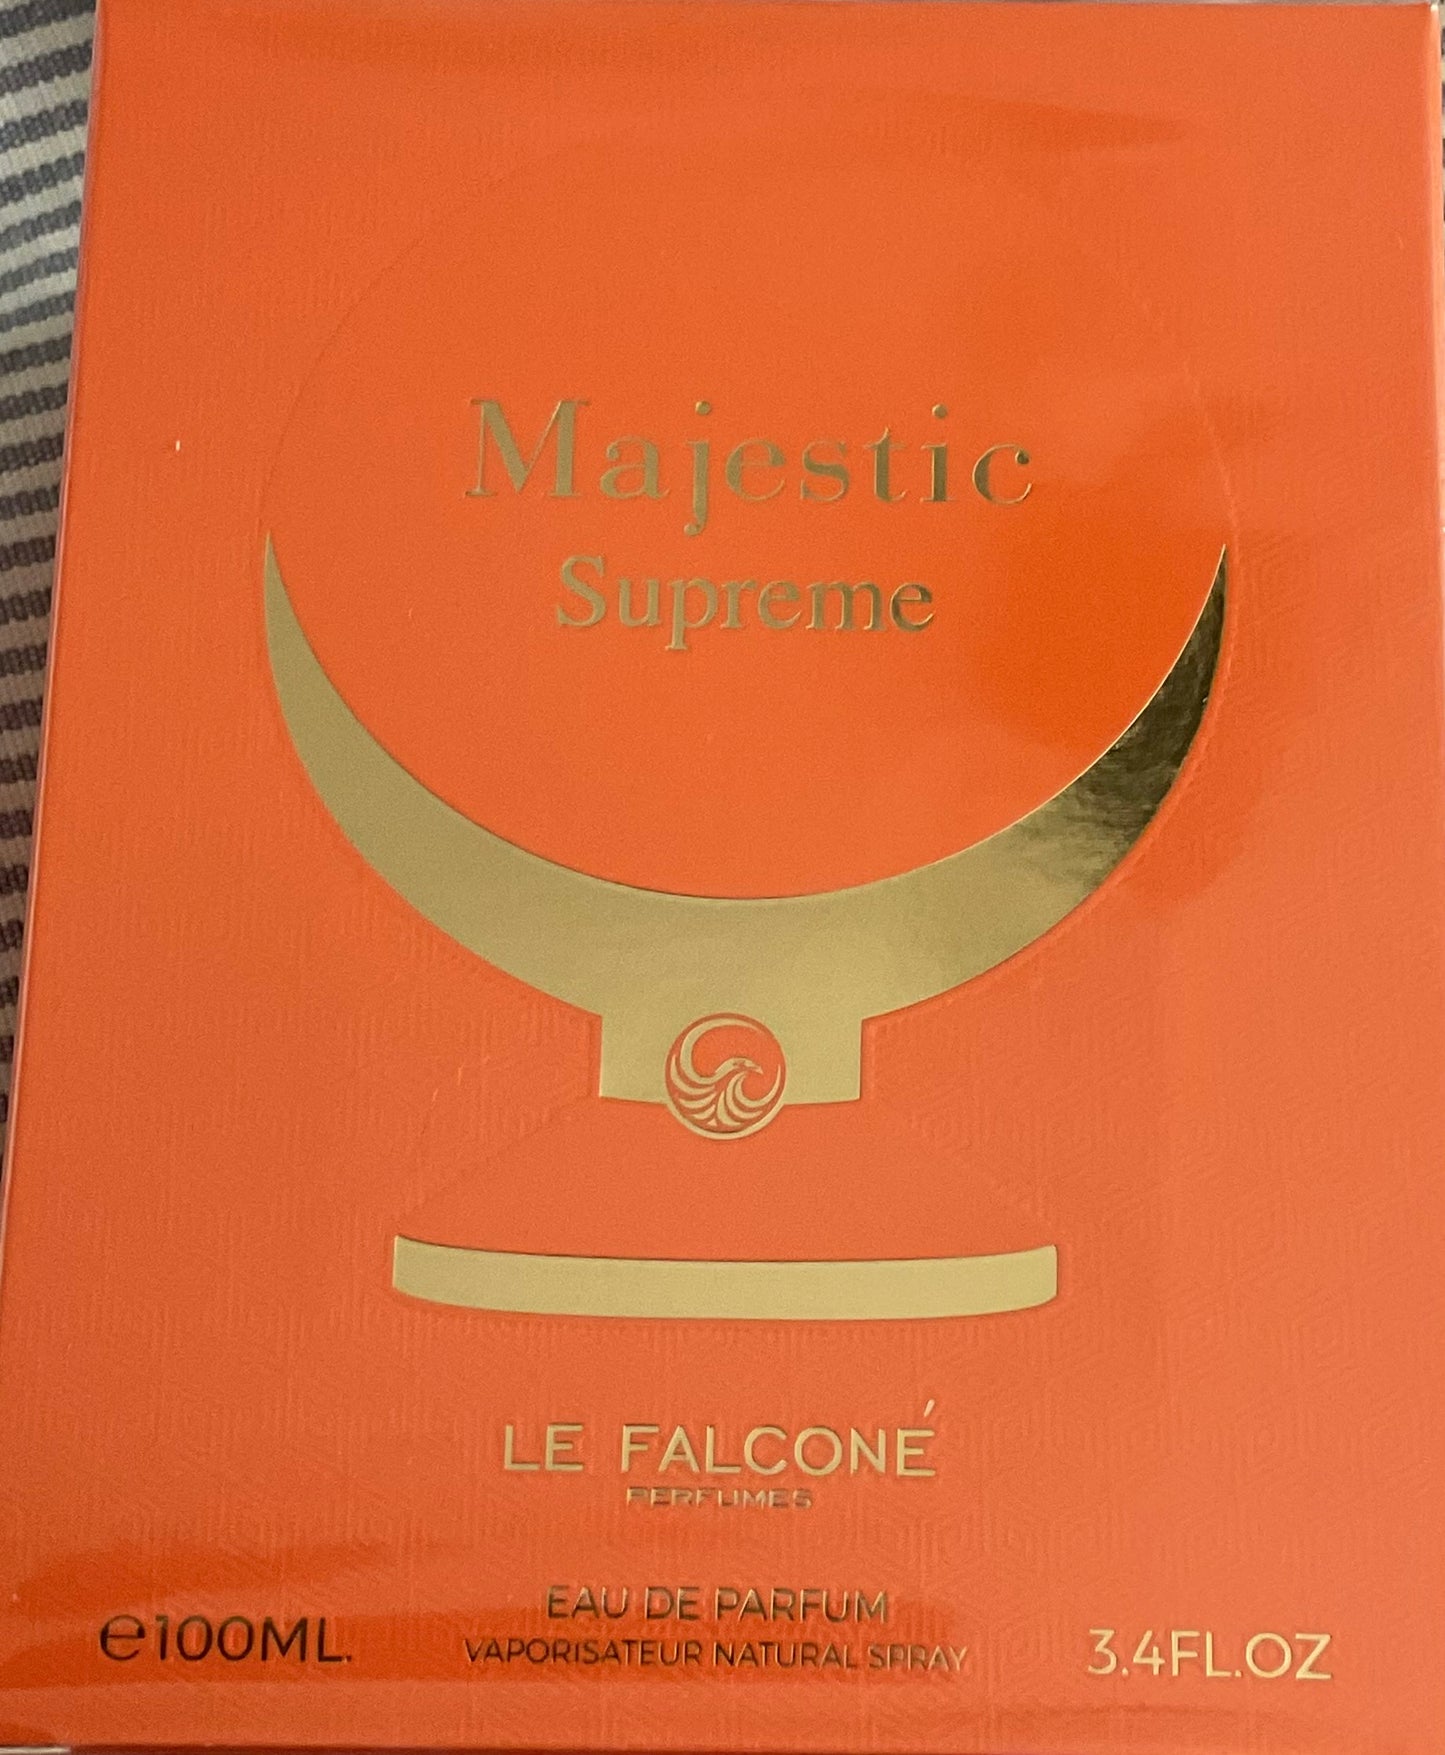 Majestic
Supreme
LE FALCONÉ
PERFUMES
EAU DE PARFUM
℮100ML.
VAPORISATEUR NATURAL SPRAY
3.4FL.OZ